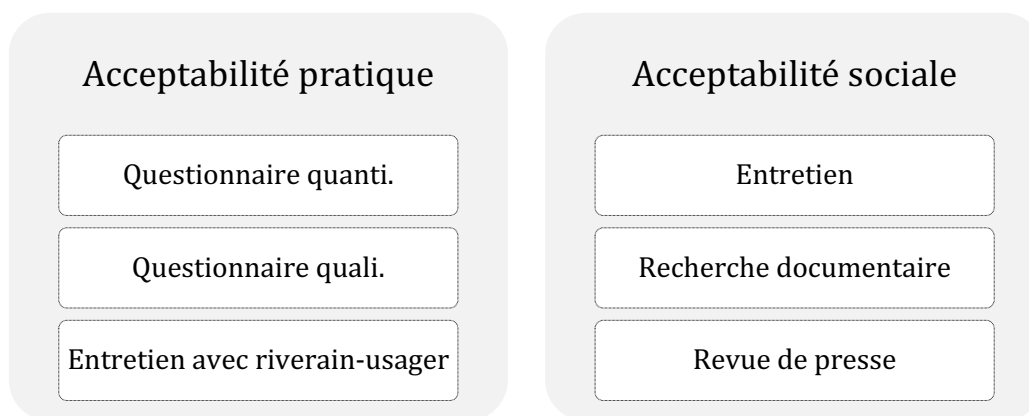 Acceptabilité pratique
Questionnaire quanti.
Questionnaire quali.
Entretien avec riverain-usager
Acceptabilité sociale
Entretien
Recherche documentaire
Revue de presse